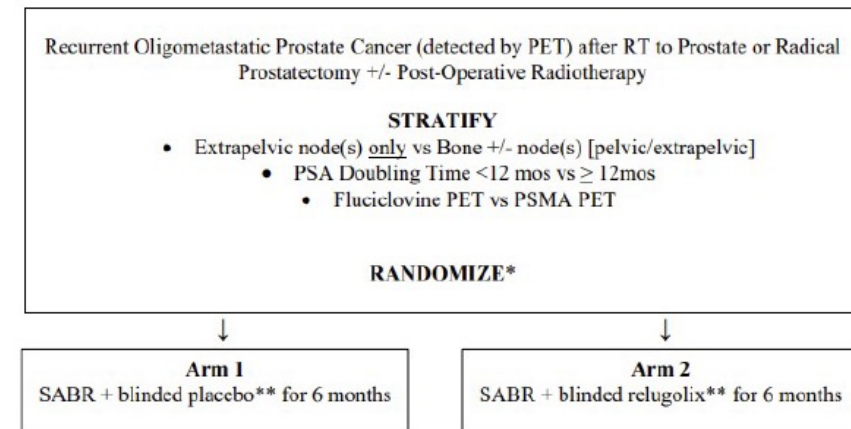 Recurrent Oligometastatic Prostate Cancer (detected by PET) after RT to Prostate or Radical
Prostatectomy +/- Post-Operative Radiotherapy
STRATIFY
• Extrapelvic node(s) only vs Bone +/- node(s) [pelvic/extrapelvic]
• PSA Doubling Time <12 mos vs ≥ 12mos
• Fluciclovine PET vs PSMA PET
RANDOMIZE*
↓ ↓
Arm 1
SABR + blinded placebo** for 6 months
Arm 2
SABR + blinded relugolix** for 6 months